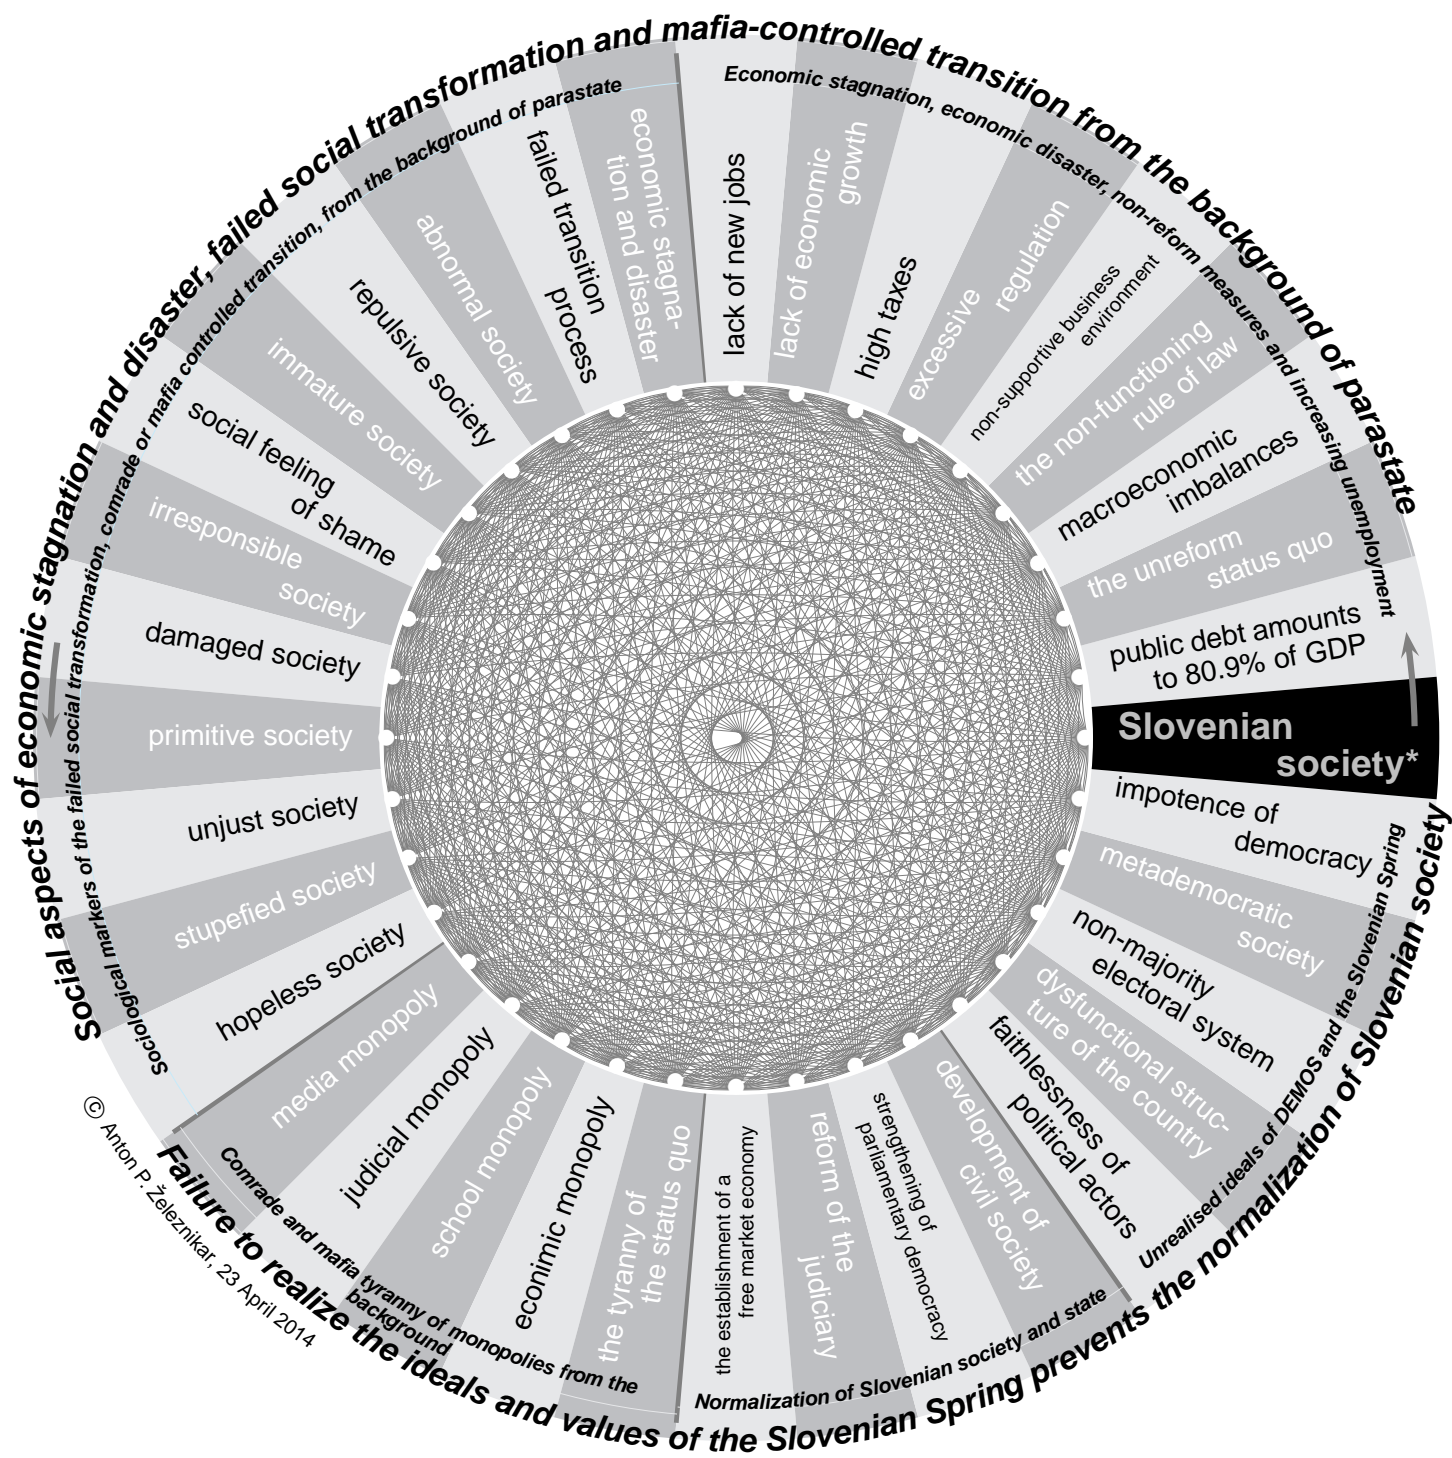 Social aspects of economic stagnation and disaster, failed social transformation and mafia-controlled transition from the background of parastate
Economic stagnation, economic disaster, non-reform measures and increasing unemployment
Sociological markers of the failed social transformation, comrade or mafia controlled transition, from the background of parastate
Slovenian
society*
public debt amounts
to 80.9% of GDP
the unreform
status quo
macroeconomic
imbalances
the non-functioning
rule of law
non-supportive business
environment
excessive
regulation
high taxes
lack of economic
growth
lack of new jobs
economic stagna-
tion and disaster
failed transition
process
abnormal society
repulsive society
immature society
social feeling
of shame
irresponsible
society
damaged society
primitive society
unjust society
stupefied society
hopeless society
media monopoly
judicial monopoly
school monopoly
econimic monopoly
the tyranny of
the status quo
the establishment of a
free market economy
reform of the
judiciary
strengthening of
parliamentary democracy
development of
civil society
faithlessness of
political actors
dysfunctional struc-
ture of the country
non-majority
electoral system
metademocratic
society
impotence of
democracy
Comrade and mafia tyranny of monopolies from the
background
Normalization of Slovenian society and state
Unrealised ideals of DEMOS and the Slovenian Spring
Failure to realize the ideals and values of the Slovenian Spring prevents the normalization of Slovenian society
© Anton P. Železnikar, 23 April 2014